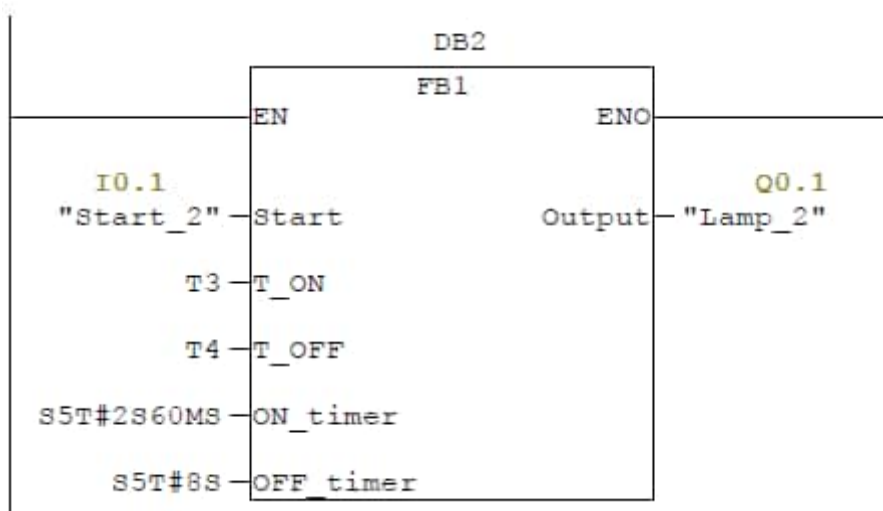 DB2
FB1
EN ENO
I0.1 Q0.1
"Start_2" Start Output "Lamp_2"
T3 T_ON
T4 T_OFF
S5T#2S60MS ON_timer
S5T#8S OFF_timer